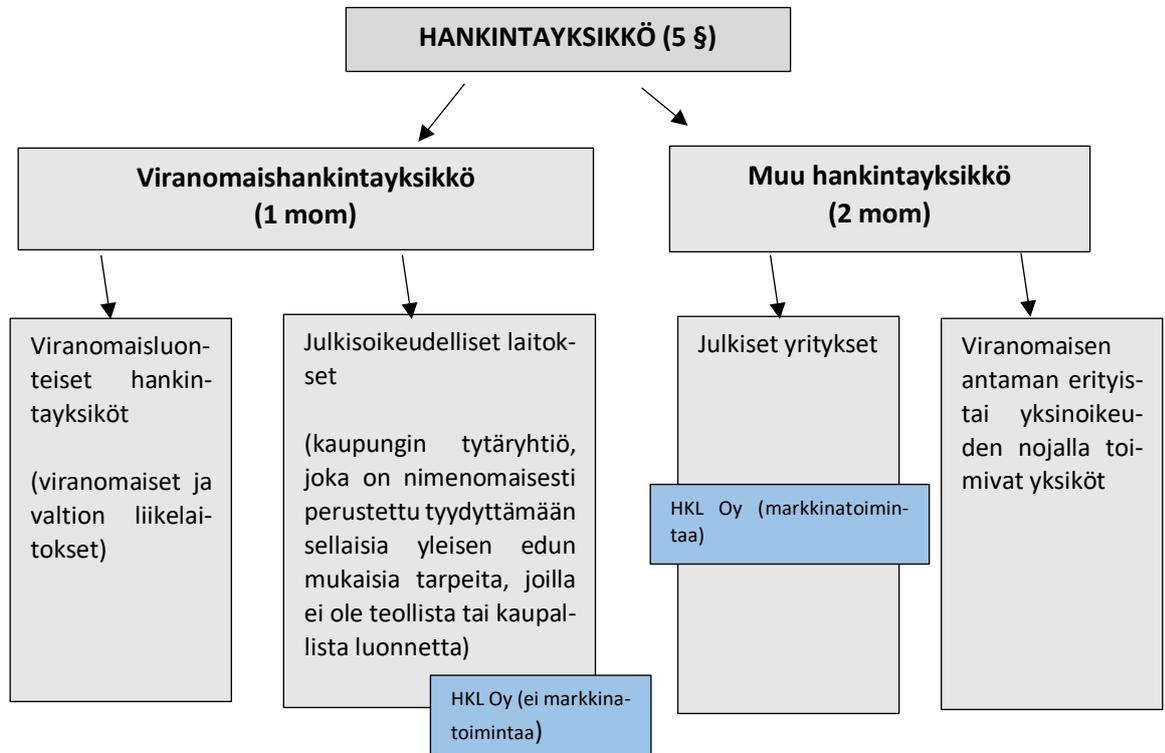 HANKINTAYKSIKKÖ (5 §)
Viranomaishankintayksikkö
(1 mom)
Muu hankintayksikkö
(2 mom)
Viranomaisluon-
teiset hankin-
tayksiköt
(viranomaiset ja
valtion liikelai-
tokset)
Julkisoikeudelliset laitok-
set
(kaupungin tytäryhtiö,
joka on nimenomaisesti
perustettu tyydyttämään
sellaisia yleisen edun
mukaisia tarpeita, joilla
ei ole teollista tai kaupal-
lista luonnetta)
HKL Oy (ei markkina-
toimintaa)
Julkiset yritykset
HKL Oy (markkinatoimin-
taa)
Viranomaisen
antaman erityis-
tai yksinoikeu-
den nojalla toi-
mivat yksiköt